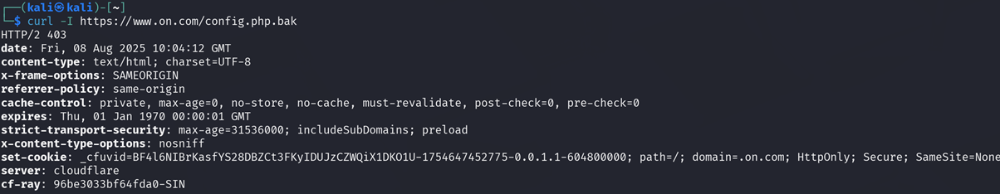 ┌──(kali㉿kali)-[~]
└─$ curl -I https://www.on.com/config.php.bak
HTTP/2 403
date: Fri, 08 Aug 2025 10:04:12 GMT
content-type: text/html; charset=UTF-8
x-frame-options: SAMEORIGIN
referrer-policy: same-origin
cache-control: private, max-age=0, no-store, no-cache, must-revalidate, post-check=0, pre-check=0
expires: Thu, 01 Jan 1970 00:00:01 GMT
strict-transport-security: max-age=31536000; includeSubDomains; preload
x-content-type-options: nosniff
set-cookie: _cfuvid=BF4l6NIBrKasfYS28DBZCt3FKyIDUJzCZWQiX1DKO1U-1754647452775-0.0.1.1-604800000; path=/; domain=.on.com; HttpOnly; Secure; SameSite=None
server: cloudflare
cf-ray: 96be3033bf64fda0-SIN